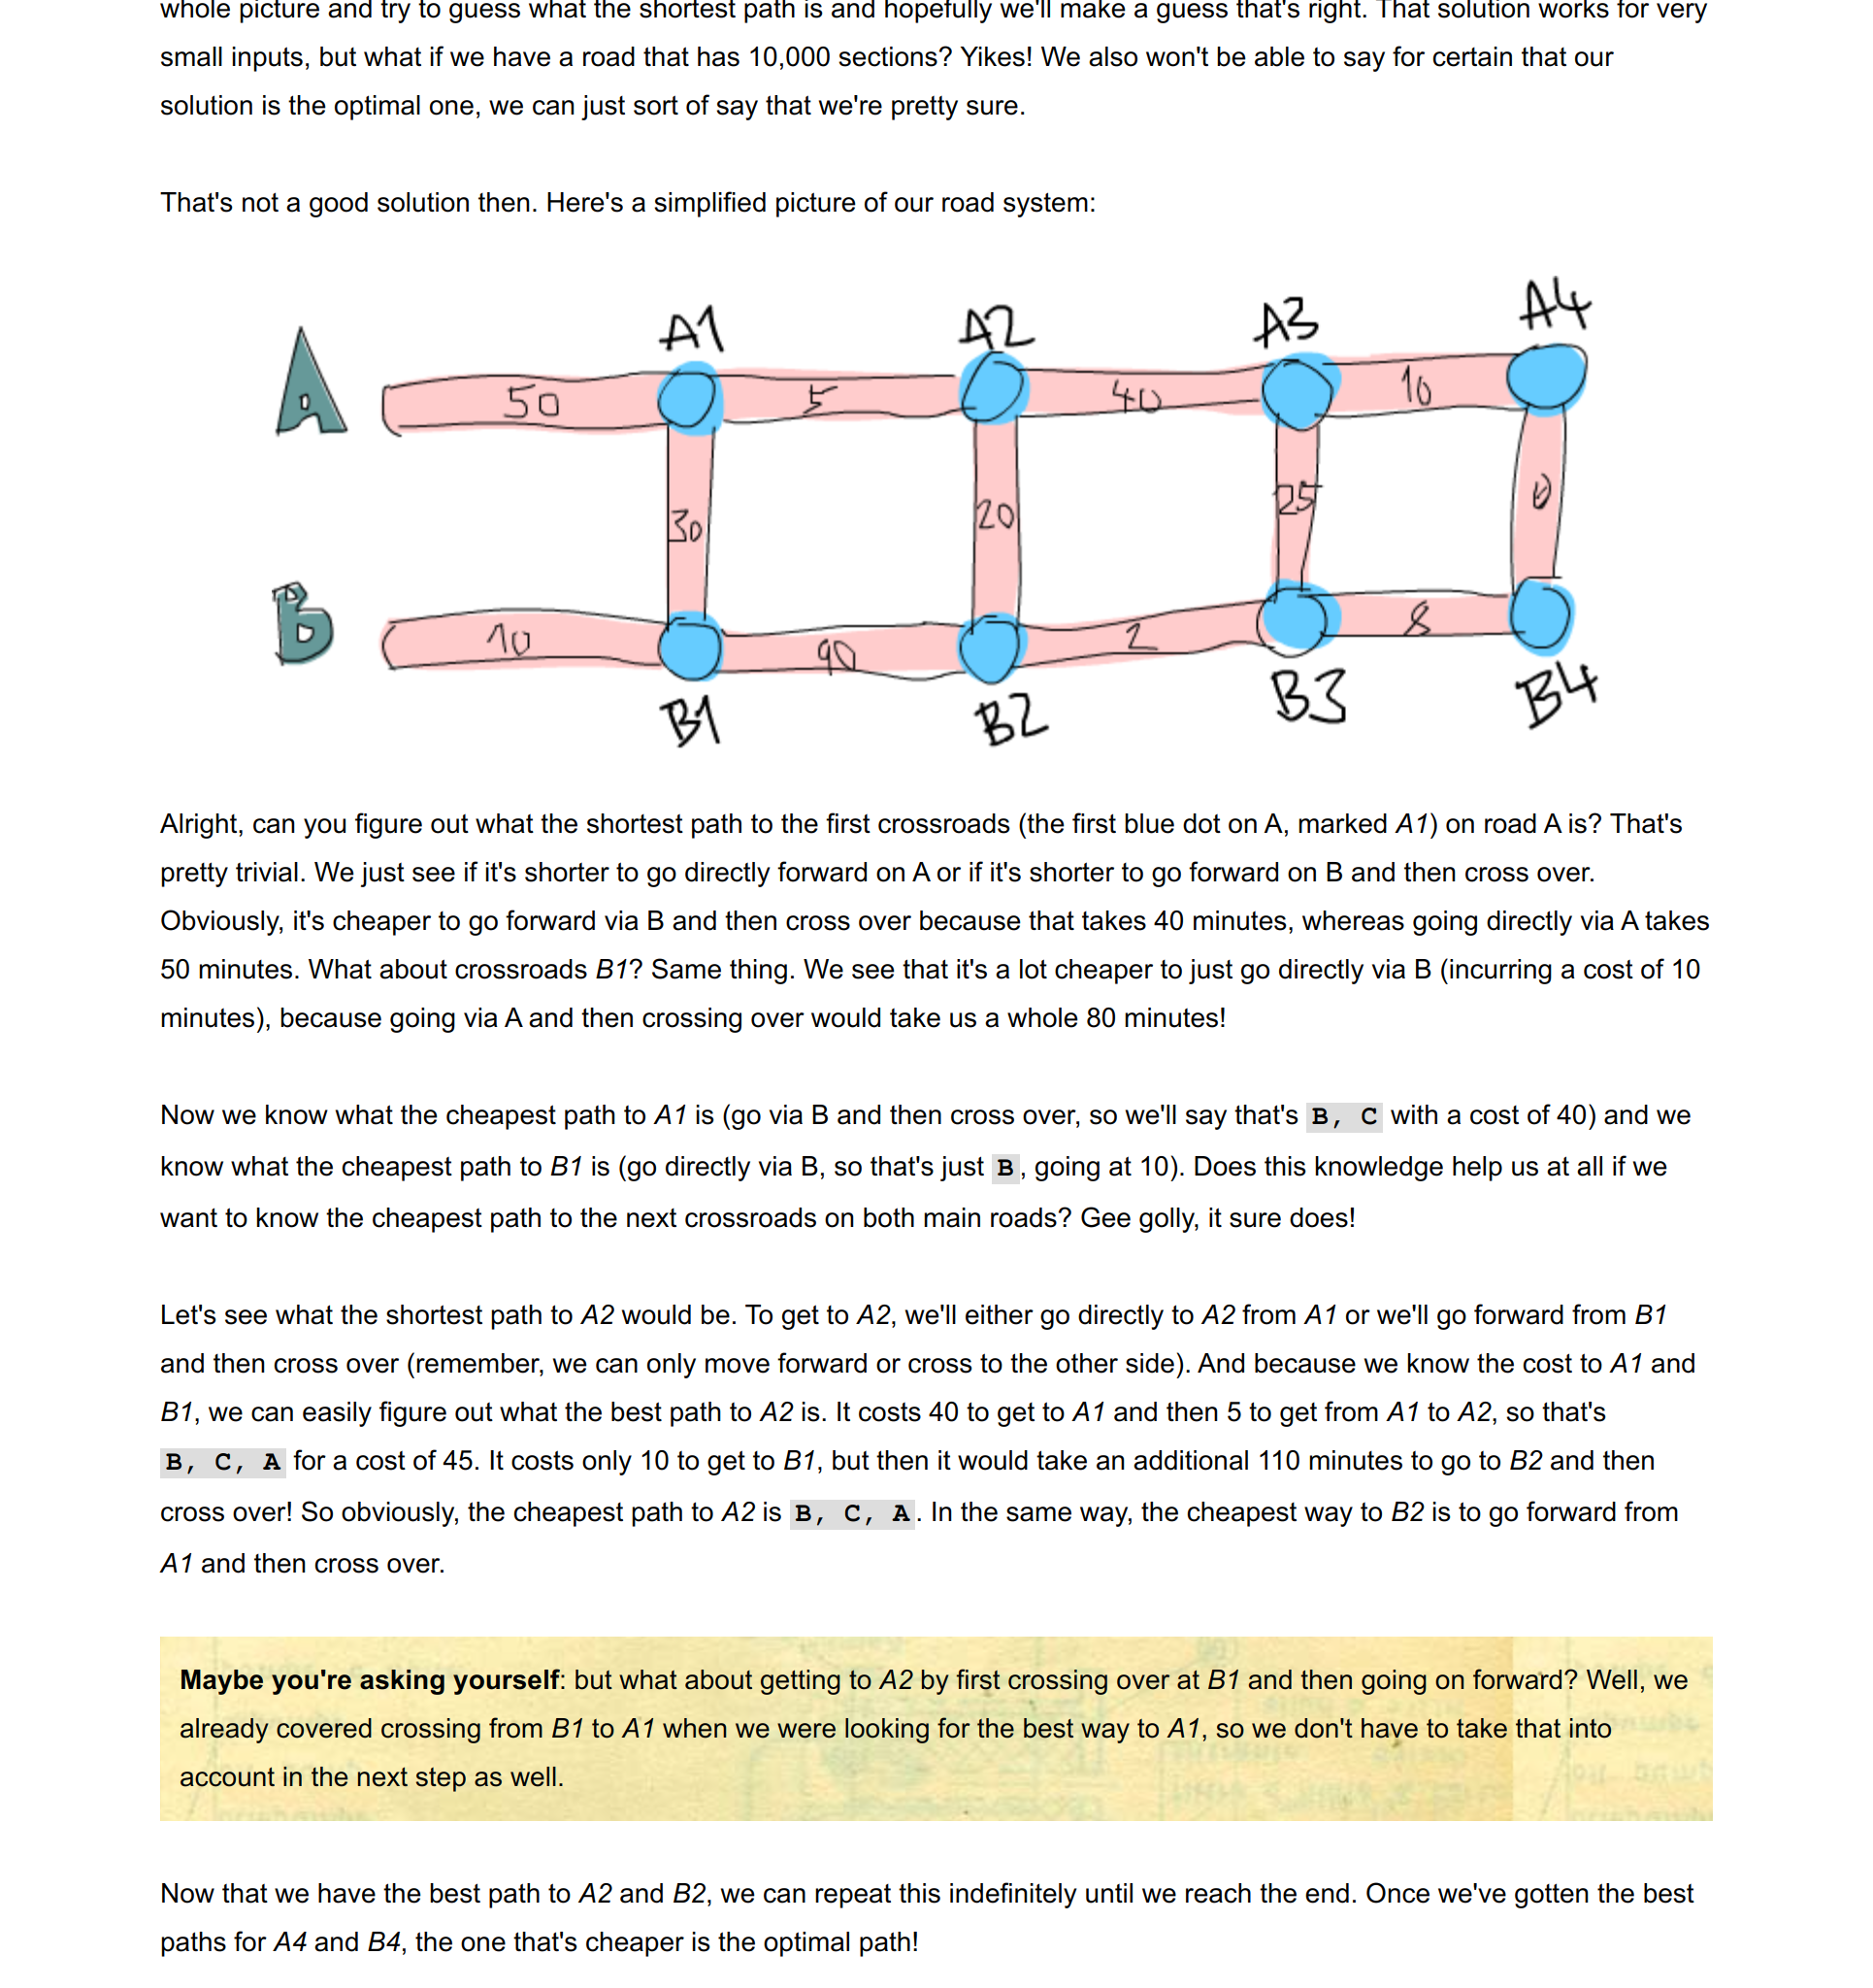 whole picture and try to guess what the shortest path is and hopefully we'll make a guess that's right. That solution works for very
small inputs, but what if we have a road that has 10,000 sections? Yikes! We also won't be able to say for certain that our
solution is the optimal one, we can just sort of say that we're pretty sure.
That's not a good solution then. Here's a simplified picture of our road system:
A1 A2 A3 A4
A 50 5 40 10
30 20 25 0
B 10 90 2 8
B1 B2 B3 B4
Alright, can you figure out what the shortest path to the first crossroads (the first blue dot on A, marked A1) on road A is? That's
pretty trivial. We just see if it's shorter to go directly forward on A or if it's shorter to go forward on B and then cross over.
Obviously, it's cheaper to go forward via B and then cross over because that takes 40 minutes, whereas going directly via A takes
50 minutes. What about crossroads B1? Same thing. We see that it's a lot cheaper to just go directly via B (incurring a cost of 10
minutes), because going via A and then crossing over would take us a whole 80 minutes!
Now we know what the cheapest path to A1 is (go via B and then cross over, so we'll say that's B, C with a cost of 40) and we
know what the cheapest path to B1 is (go directly via B, so that's just B, going at 10). Does this knowledge help us at all if we
want to know the cheapest path to the next crossroads on both main roads? Gee golly, it sure does!
Let's see what the shortest path to A2 would be. To get to A2, we'll either go directly to A2 from A1 or we'll go forward from B1
and then cross over (remember, we can only move forward or cross to the other side). And because we know the cost to A1 and
B1, we can easily figure out what the best path to A2 is. It costs 40 to get to A1 and then 5 to get from A1 to A2, so that's
B, C, A for a cost of 45. It costs only 10 to get to B1, but then it would take an additional 110 minutes to go to B2 and then
cross over! So obviously, the cheapest path to A2 is B, C, A. In the same way, the cheapest way to B2 is to go forward from
A1 and then cross over.
Maybe you're asking yourself: but what about getting to A2 by first crossing over at B1 and then going on forward? Well, we
already covered crossing from B1 to A1 when we were looking for the best way to A1, so we don't have to take that into
account in the next step as well.
Now that we have the best path to A2 and B2, we can repeat this indefinitely until we reach the end. Once we've gotten the best
paths for A4 and B4, the one that's cheaper is the optimal path!